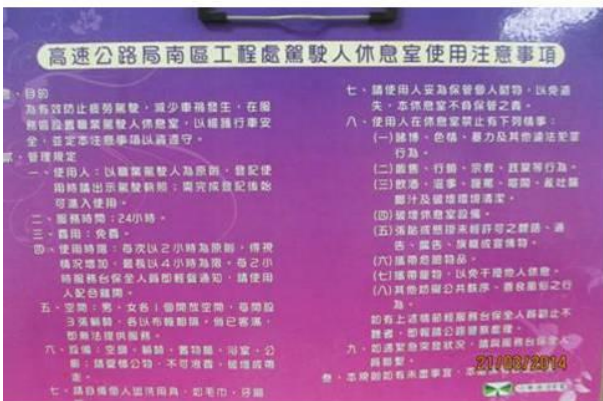 高速公路局南區工程處駕駛人休息室使用注意事項
、目的
為有效防止疲勞駕駛,減少車禍發生,在服
務區設置職業駕駛人休息室,以維護行車安
全,並定本注意事項以資遵守。
貳、管理規定
一、使用人:以職業駕駛人為原則,登記使
用時請出示駕駛執照;需完成登記後始
可進入使用。
二、服務時間:24小時。
三、費用:免費。
四、使用時限:每次以2小時為原則,得視
情況增加,最長以4小時為限。每2小
時服務台保全人員即輕聲通知,請使用
人配合離開。
五、空間:男、女各1個開放空間,每間設
3張躺椅,各以布幔區隔,倘已客滿,
即無法提供服務。
六、設備:空調、躺椅、置物櫃、浴室,公
物,請愛惜公物,不可浪費、破壞或帶
走。
七、請自備個人盥洗用具,如毛巾、牙刷
七、請使用人妥為保管個人財物,以免遺
失,本休息室不負保管之責。
八、使用人在休息室禁止有下列情事:
(一)賭博、色情、暴力及其他違法犯罪
行為。
(二)販售、行銷、宗教、政黨等行為。
(三)飲酒、滋事、喧鬧、亂吐檳
榔汁及破壞環境清潔。
(四)破壞休息室設備。
(五)張貼或懸掛未經許可之標語、通
告、廣告、旗幟或宣傳物。
(六)攜帶危險物品。
(七)攜帶寵物,以免干擾他人休息。
(八)其他妨礙公共秩序、善良風俗之行
為。
如有上述情節經服務台保全人員勸止不
聽者,即報請公路警察處理。
九、如遇緊急突發狀況,請與服務台保全人
員聯繫。
參、本規則如有未盡事宜,本
21/02/2014